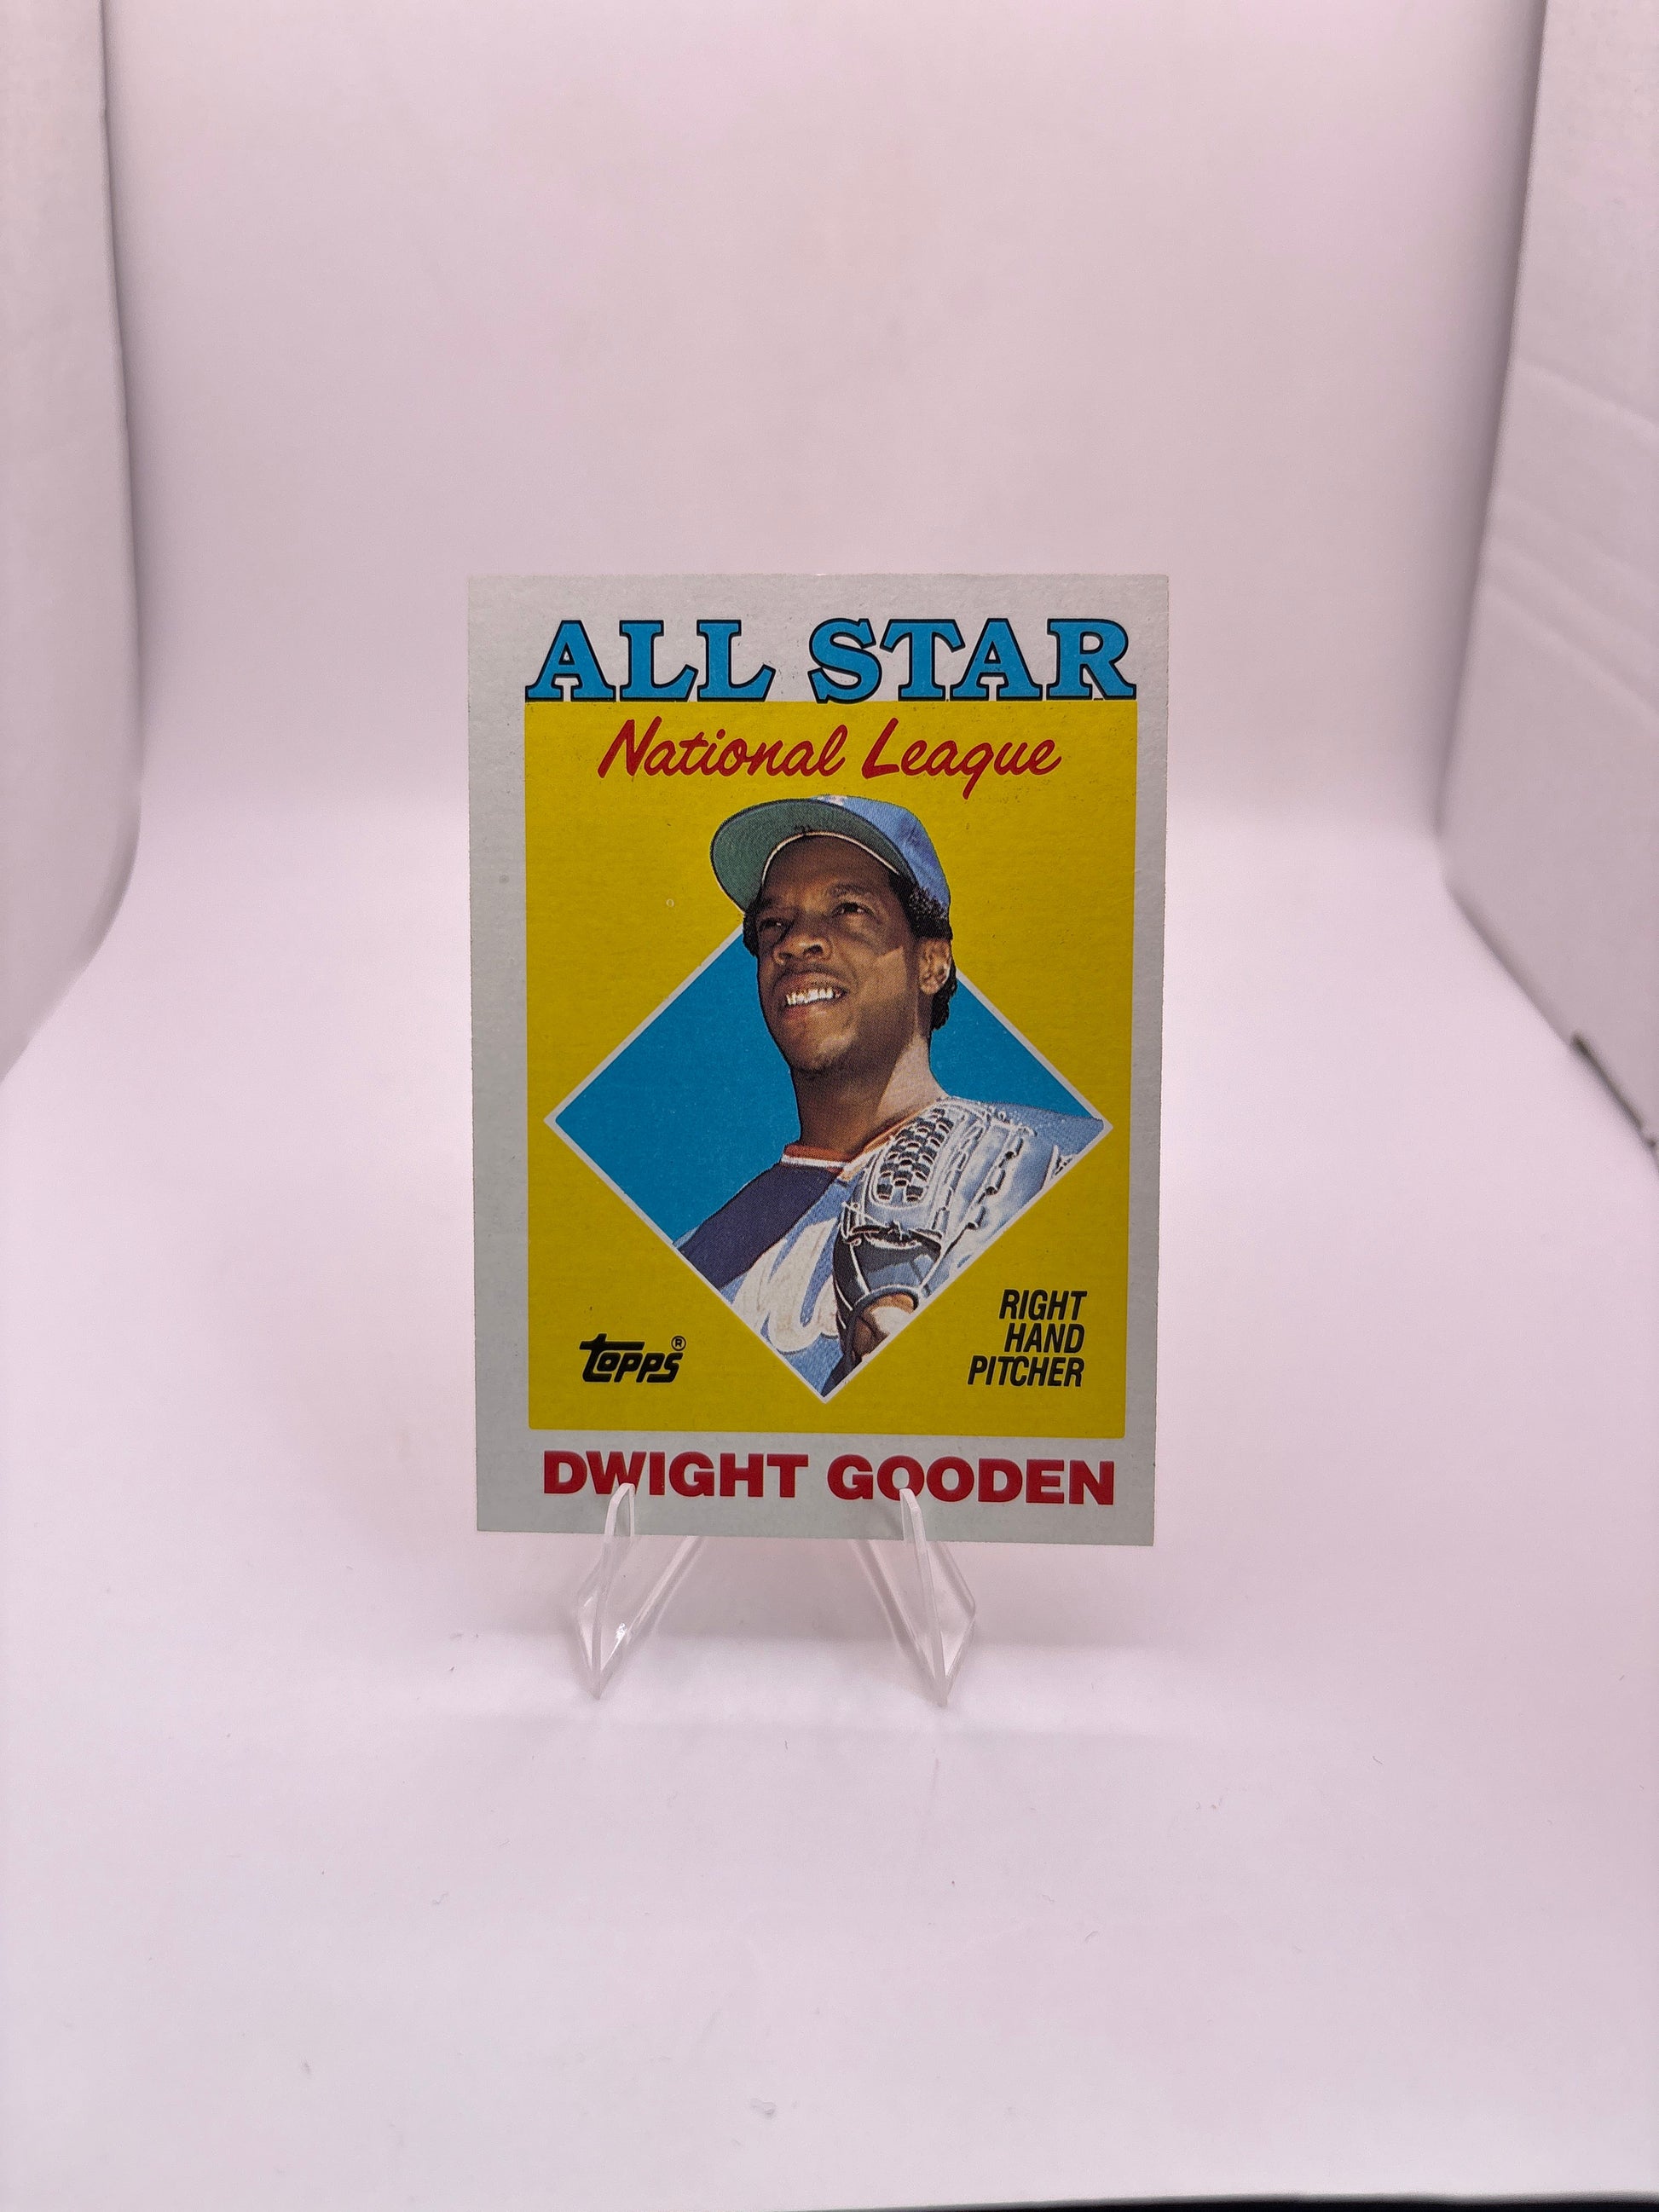 ALL STAR
National League
topps®
RIGHT
HAND
PITCHER
DWIGHT GOODEN